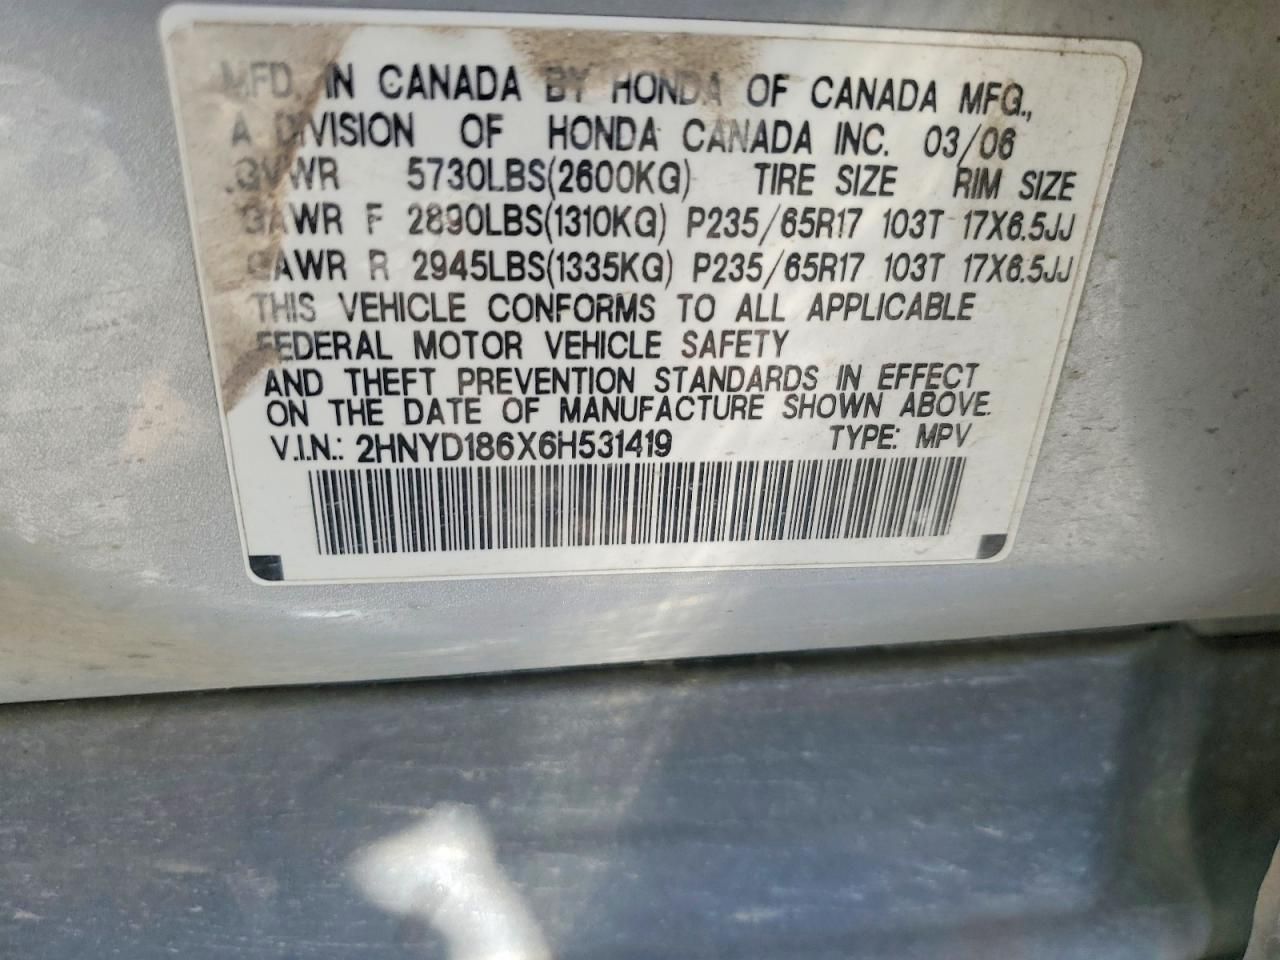 MFD. IN CANADA BY HONDA OF CANADA MFG.,
A DIVISION OF HONDA CANADA INC. 03/06
GVWR 5730LBS(2600KG) TIRE SIZE RIM SIZE
GAWR F 2890LBS(1310KG) P235/65R17 103T 17X6.5JJ
GAWR R 2945LBS(1335KG) P235/65R17 103T 17X6.5JJ
THIS VEHICLE CONFORMS TO ALL APPLICABLE
FEDERAL MOTOR VEHICLE SAFETY
AND THEFT PREVENTION STANDARDS IN EFFECT
ON THE DATE OF MANUFACTURE SHOWN ABOVE.
V.I.N.: 2HNYD186X6H531419 TYPE: MPV